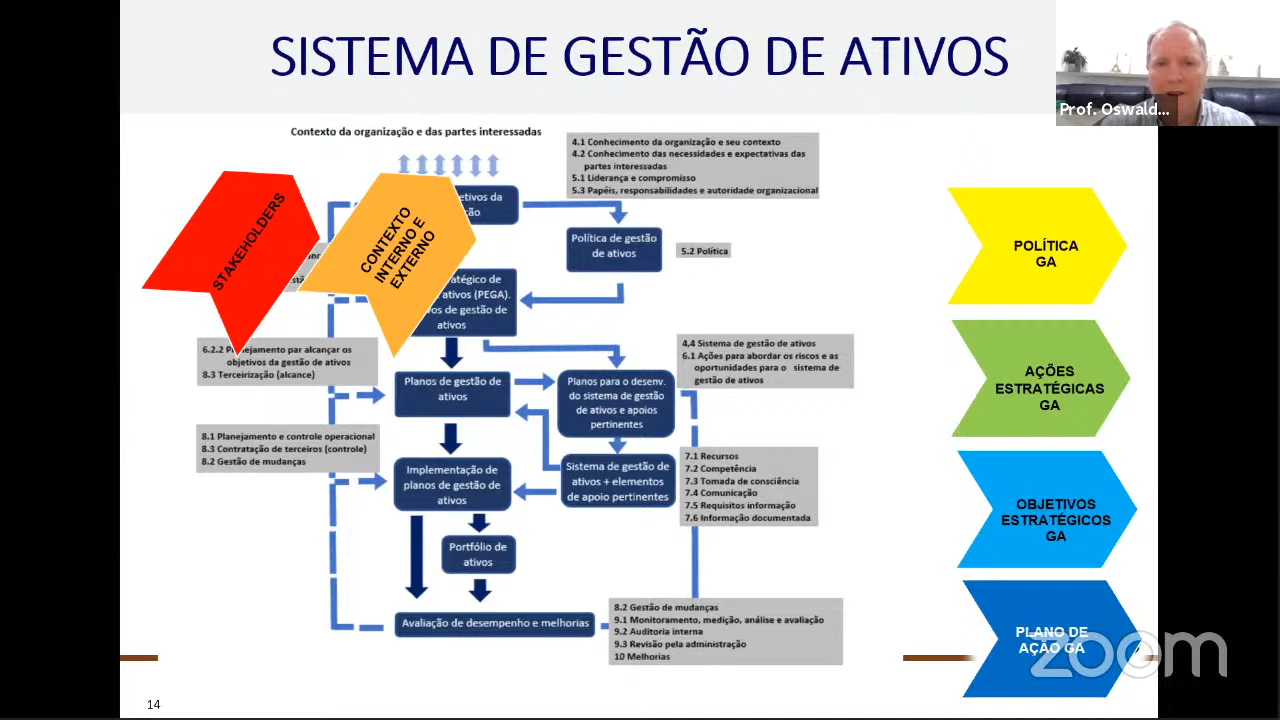 SISTEMA DE GESTÃO DE ATIVOS
Prof. Oswald...
Contexto da organização e das partes interessadas
4.1 Conhecimento da organização e seu contexto
4.2 Conhecimento das necessidades e expectativas das
partes interessadas
5.1 Liderança e compromisso
5.3 Papéis, responsabilidades e autoridade organizacional
STAKEHOLDERS
CONTEXTO
INTERNO E
EXTERNO
da
Política de gestão
de ativos
5.2 Política
POLÍTICA
GA
de
ativos (PEGA).
de gestão de
ativos
6.2.2 par alcançar os
objetivos da gestão de ativos
8.3 Terceirização (alcance)
4,4 Sistema de gestão de ativos
6.1 Ações para abordar os riscos e as
oportunidades para o sistema de
gestão de ativos
AÇÕES
ESTRATÉGICAS
GA
Planos de gestão de
ativos
Planos para o desenv.
do sistema de gestão
de ativos e apoios
pertinentes
8.1 Planejamento e controle operacional
8.3 Contratação de terceiros (controle)
8.2 Gestão de mudanças
Implementação de
planos de gestão de
ativos
Sistema de gestão de
ativos + elementos
de apoio pertinentes
7.1 Recursos
7.2 Competência
7.3 Tomada de consciência
7.4 Comunicação
7.5 Requisitos informação
7.6 Informação documentada
OBJETIVOS
ESTRATÉGICOS
GA
Portfólio de
ativos
Avaliação de desempenho e melhorias
8.2 Gestão de mudanças
9.1 Monitoramento, medição, análise e avaliação
9.2 Auditoria interna
9.3 Revisão pela administração
10 Melhorias
PLANO DE
AÇÃO GA
zoom
14